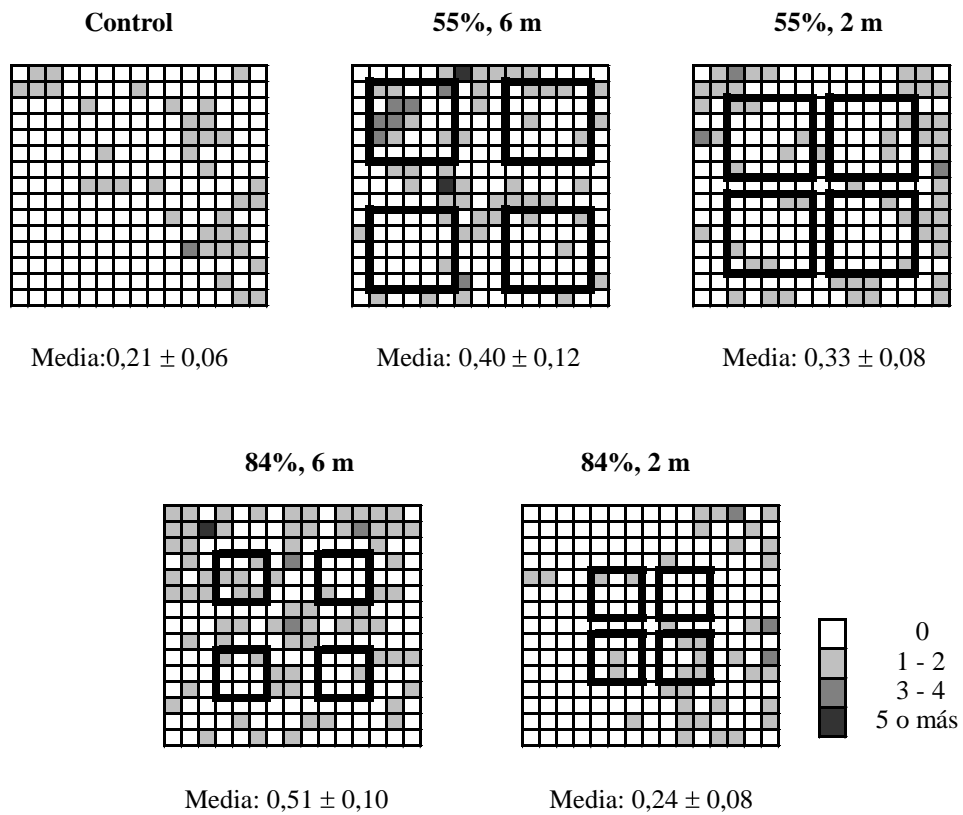 Control
55%, 6 m
55%, 2 m
Media:0,21 ± 0,06
Media: 0,40 ± 0,12
Media: 0,33 ± 0,08
84%, 6 m
84%, 2 m
0
1 - 2
3 - 4
5 o más
Media: 0,51 ± 0,10
Media: 0,24 ± 0,08